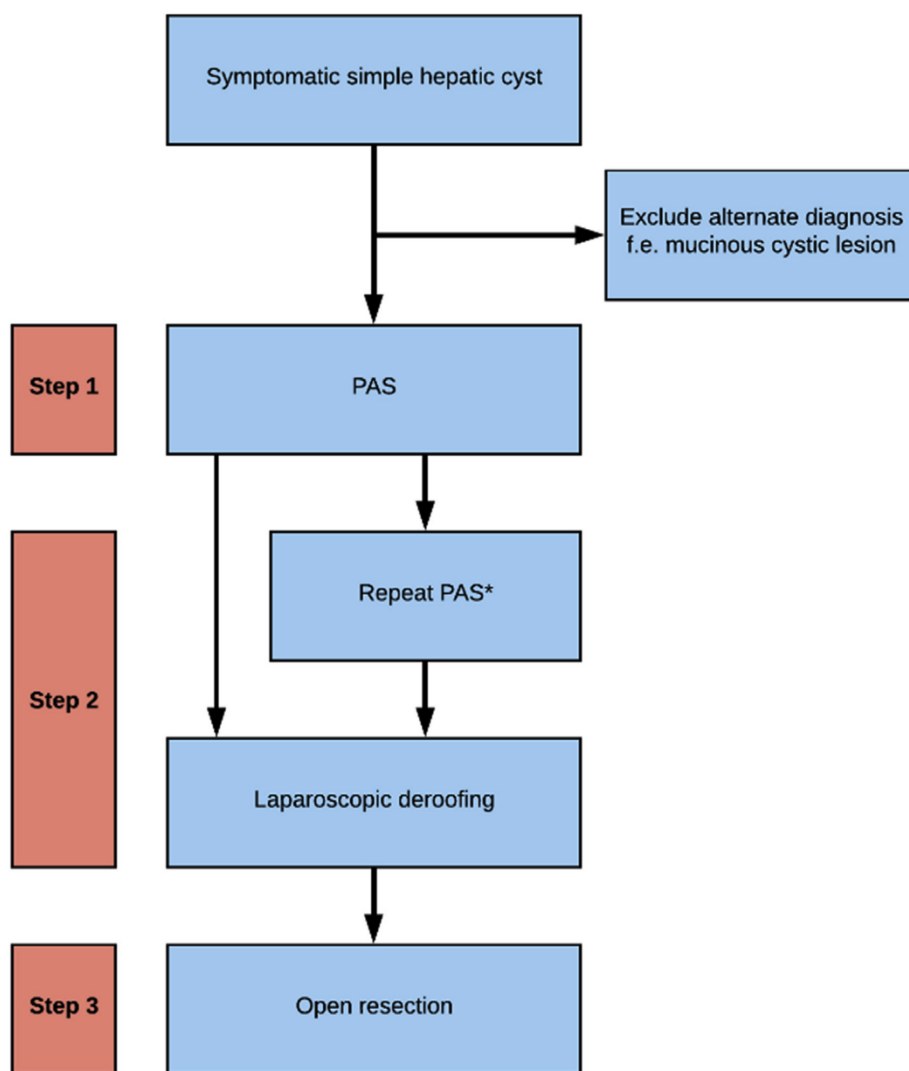 Symptomatic simple hepatic cyst
Exclude alternate diagnosis
f.e. mucinous cystic lesion
Step 1
PAS
Repeat PAS*
Step 2
Laparoscopic deroofing
Step 3
Open resection